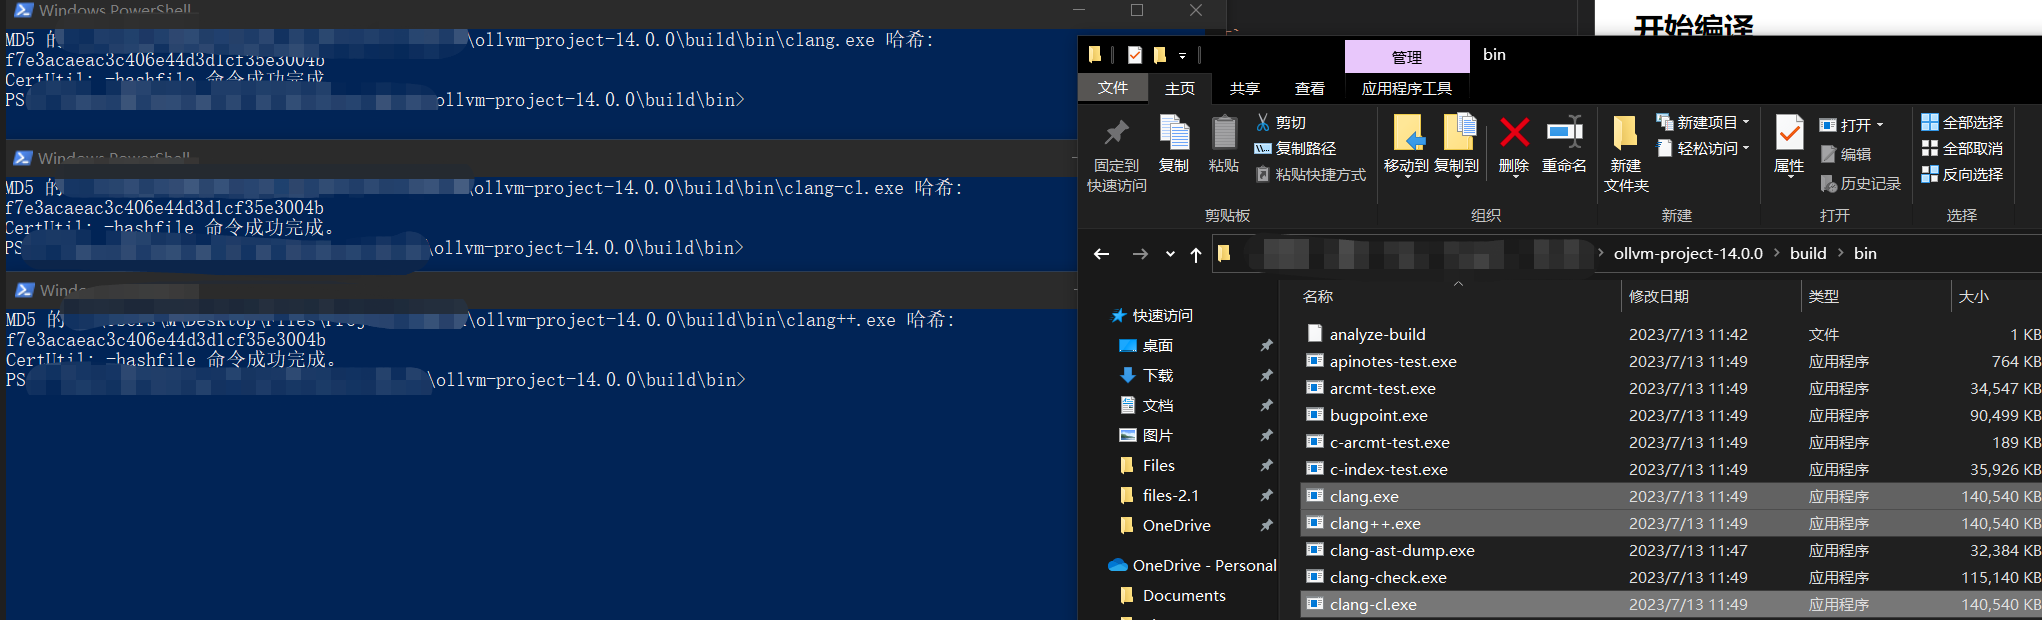 Windows PowerShell
MD5 的 \ollvm-project-14.0.0\build\bin\clang.exe 哈希:
f7e3acaeac3c406e44d3d1cf35e3004b
CertUtil: -hashfile 命令成功完成
PS ollvm-project-14.0.0\build\bin>
Windows PowerShell
MD5 的 \ollvm-project-14.0.0\build\bin\clang-cl.exe 哈希:
f7e3acaeac3c406e44d3d1cf35e3004b
CertUtil: -hashfile 命令成功完成。
PS \ollvm-project-14.0.0\build\bin>
MD5 的 \ollvm-project-14.0.0\build\bin\clang++.exe 哈希:
f7e3acaeac3c406e44d3d1cf35e3004b
CertUtil: -hashfile 命令成功完成。
PS \ollvm-project-14.0.0\build\bin>
开始编译
管理 bin
文件 主页 共享 查看 应用程序工具
固定到
快速访问
复制
粘贴
剪切
复制路径
粘贴快捷方式
剪贴板
移动到 复制到 删除 重命名
组织
新建
文件夹
新建项目
轻松访问
新建
属性
打开
编辑
历史记录
打开
全部选择
全部取消
反向选择
选择
ollvm-project-14.0.0 > build > bin
快速访问
桌面
下载
文档
图片
Files
files-2.1
OneDrive
OneDrive - Personal
Documents
名称 修改日期 类型 大小
analyze-build 2023/7/13 11:42 文件 1 KB
apinotes-test.exe 2023/7/13 11:49 应用程序 764 KB
arcmt-test.exe 2023/7/13 11:49 应用程序 34,547 KB
bugpoint.exe 2023/7/13 11:49 应用程序 90,499 KB
c-arcmt-test.exe 2023/7/13 11:49 应用程序 189 KB
c-index-test.exe 2023/7/13 11:49 应用程序 35,926 KB
clang.exe 2023/7/13 11:49 应用程序 140,540 KB
clang++.exe 2023/7/13 11:49 应用程序 140,540 KB
clang-ast-dump.exe 2023/7/13 11:47 应用程序 32,384 KB
clang-check.exe 2023/7/13 11:49 应用程序 115,140 KB
clang-cl.exe 2023/7/13 11:49 应用程序 140,540 KB